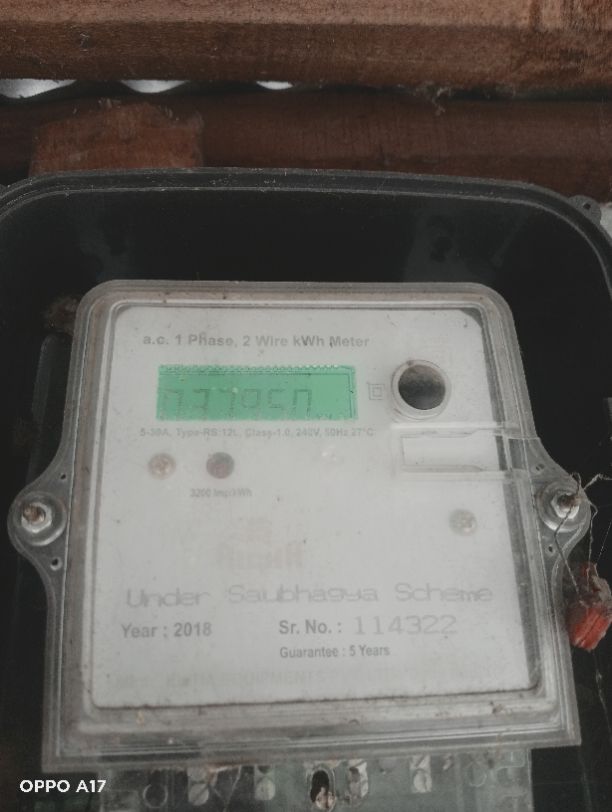 a.c. 1 Phase, 2 Wire kWh Meter
5-30A, Type-RS:12L, Class-1.0, 240V, 50Hz 27°C
3200 Imp/kWh
Under Saubhagya Scheme
Year : 2018 Sr. No. : 114322
Guarantee : 5 Years
OPPO A17